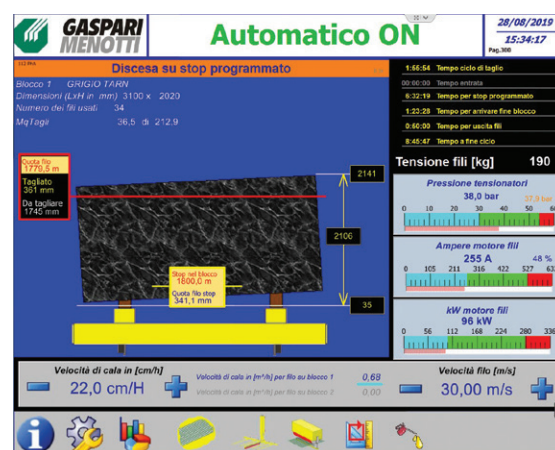 GASPARI
MENOTTI
Automatico ON
28/08/2019
15:34:17
Pag.300
Discesa su stop programmato
Blocco 1 GRIGIO TARN
Dimensioni (LxH in mm) 3100 x 2020
Numero dei fili usati 34
MqTagli 36,5 di 212,9
1:55:54 Tempo ciclo di taglio
00:00:00 Tempo entrata
6:32:19 Tempo per stop programmato
1:23:28 Tempo per arrivare fine blocco
0:50:00 Tempo per uscita fili
8:45:47 Tempo a fine ciclo
Tensione fili [kg] 190
Quota filo
1779,5 m
Tagliato
361 mm
Da tagliare
1745 mm
2141
2106
35
Stop nel blocco
1800,0 m
Quota filo stop
341,1 mm
Pressione tensionatori
38,0 bar
37,9 bar
0 10 20 30 40 50 60
Ampere motore fili
255 A 48 %
0 105 211 316 422 527 633
kW motore fili
96 kW
0 56 112 168 224 280 336
Velocità di cala in [cm/h]
22,0 cm/H
Velocità di cala in [m²/h] per filo su blocco 1 0,68
Velocità di cala in [m²/h] per filo su blocco 2 0,00
Velocità filo [m/s]
30,00 m/s